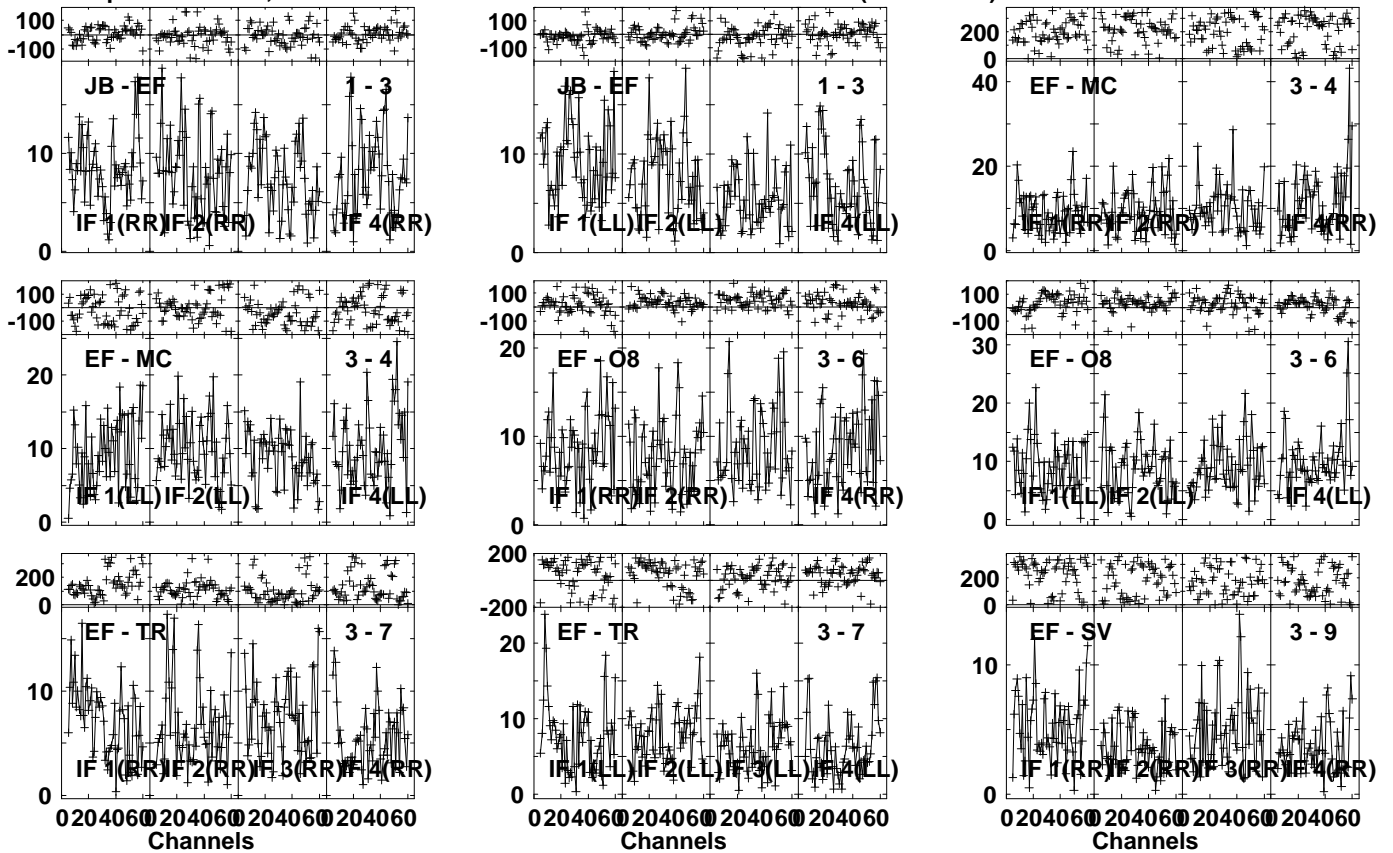 100
-100
JB - EF 1 - 3
10
0
IF 1(RR) IF 2(RR) IF 4(RR)
100
-100
JB - EF 1 - 3
10
0
IF 1(LL) IF 2(LL) IF 4(LL)
200
0
EF - MC 3 - 4
40
20
0
IF 1(RR) IF 2(RR) IF 4(RR)
100
-100
EF - MC 3 - 4
20
10
0
IF 1(LL) IF 2(LL) IF 4(LL)
100
-100
EF - O8 3 - 6
20
10
0
IF 1(RR) IF 2(RR) IF 4(RR)
100
-100
EF - O8 3 - 6
30
20
10
0
IF 1(LL) IF 2(LL) IF 4(LL)
200
0
EF - TR 3 - 7
10
0
IF 1(RR) IF 2(RR) IF 3(RR) IF 4(RR)
0 20 40 60 0 20 40 60 0 20 40 60 0 20 40 60
Channels
200
-200
EF - TR 3 - 7
20
10
0
IF 1(LL) IF 2(LL) IF 3(LL) IF 4(LL)
0 20 40 60 0 20 40 60 0 20 40 60 0 20 40 60
Channels
200
0
EF - SV 3 - 9
10
0
IF 1(RR) IF 2(RR) IF 3(RR) IF 4(RR)
0 20 40 60 0 20 40 60 0 20 40 60 0 20 40 60
Channels